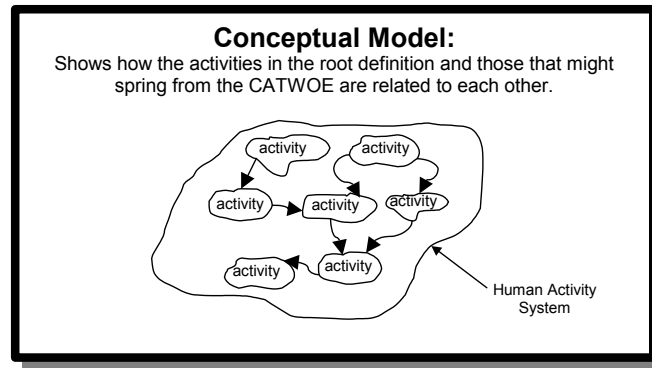 Conceptual Model:
Shows how the activities in the root definition and those that might
spring from the CATWOE are related to each other.
activity
activity
activity
activity
activity
activity
activity
Human Activity
System